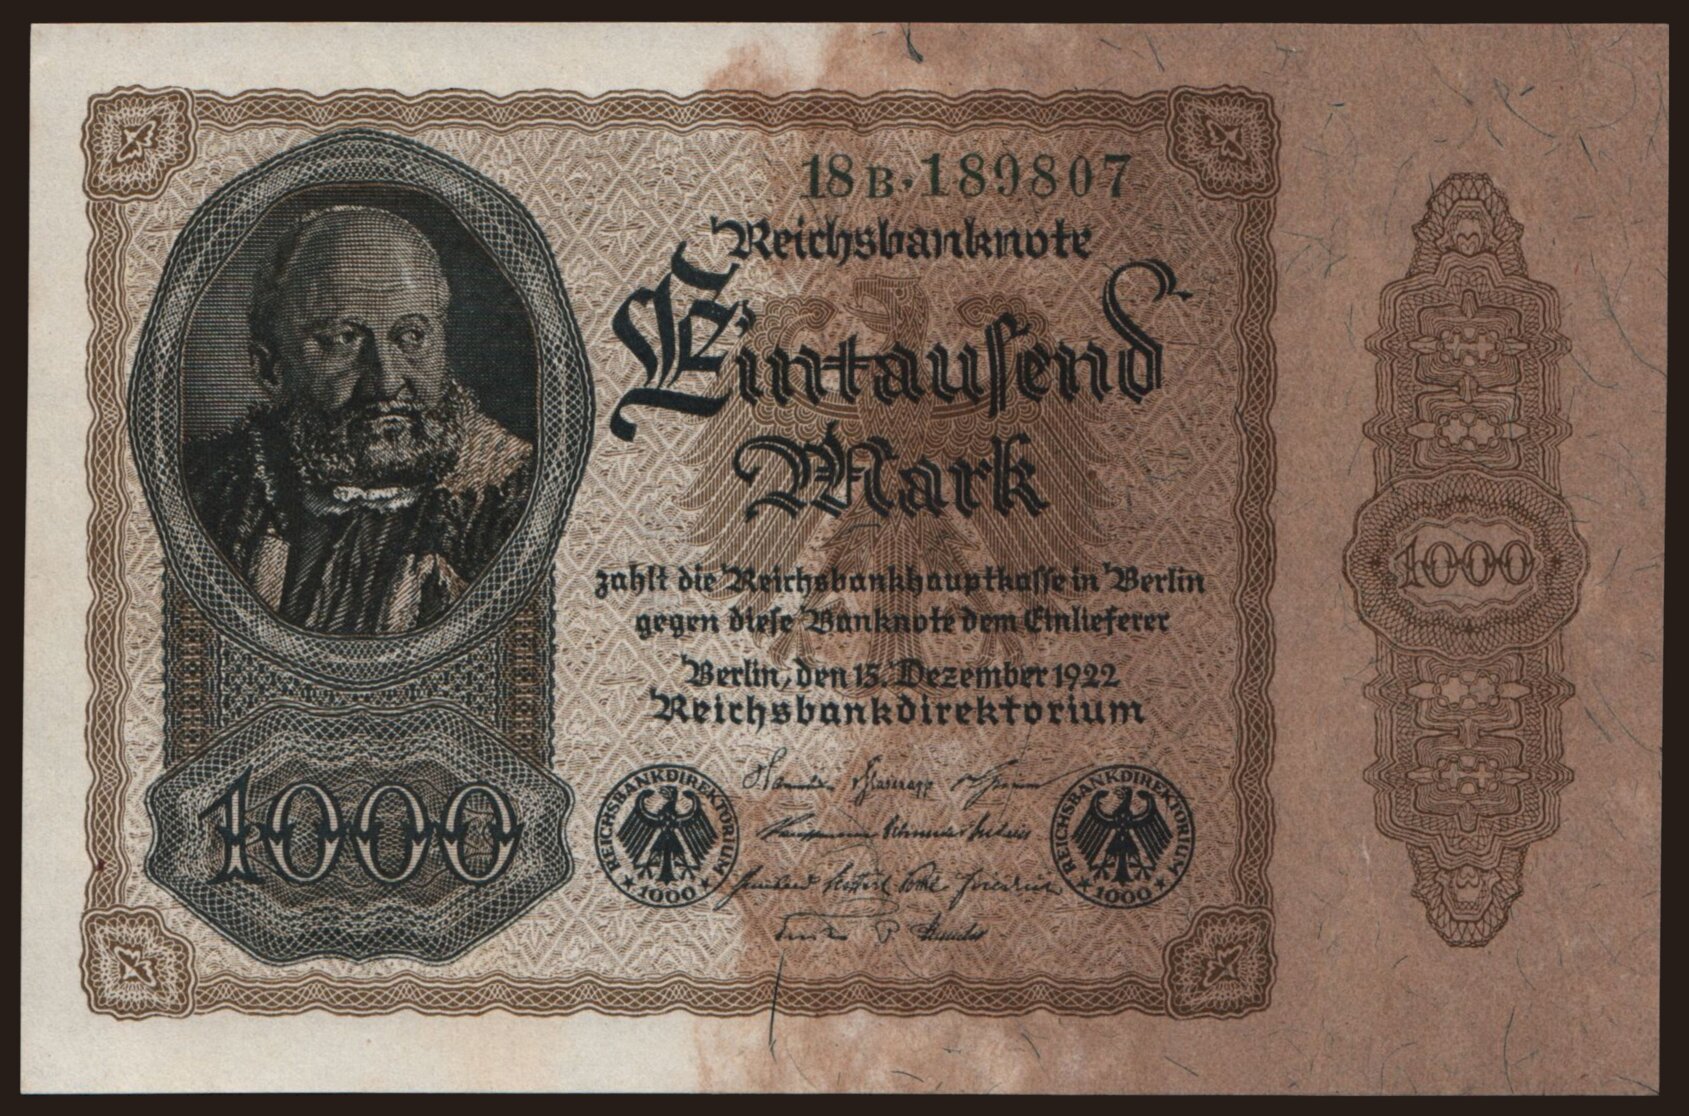 18B·189807
Reichsbanknote
Eintausend
Mark
zahlt die Reichsbankhauptkasse in Berlin
gegen diese Banknote dem Einlieferer
Berlin, den 15. Dezember 1922
Reichsbankdirektorium
1000
REICHSBANKDIREKTORIUM
★1000★
REICHSBANKDIREKTORIUM
★1000★
1000